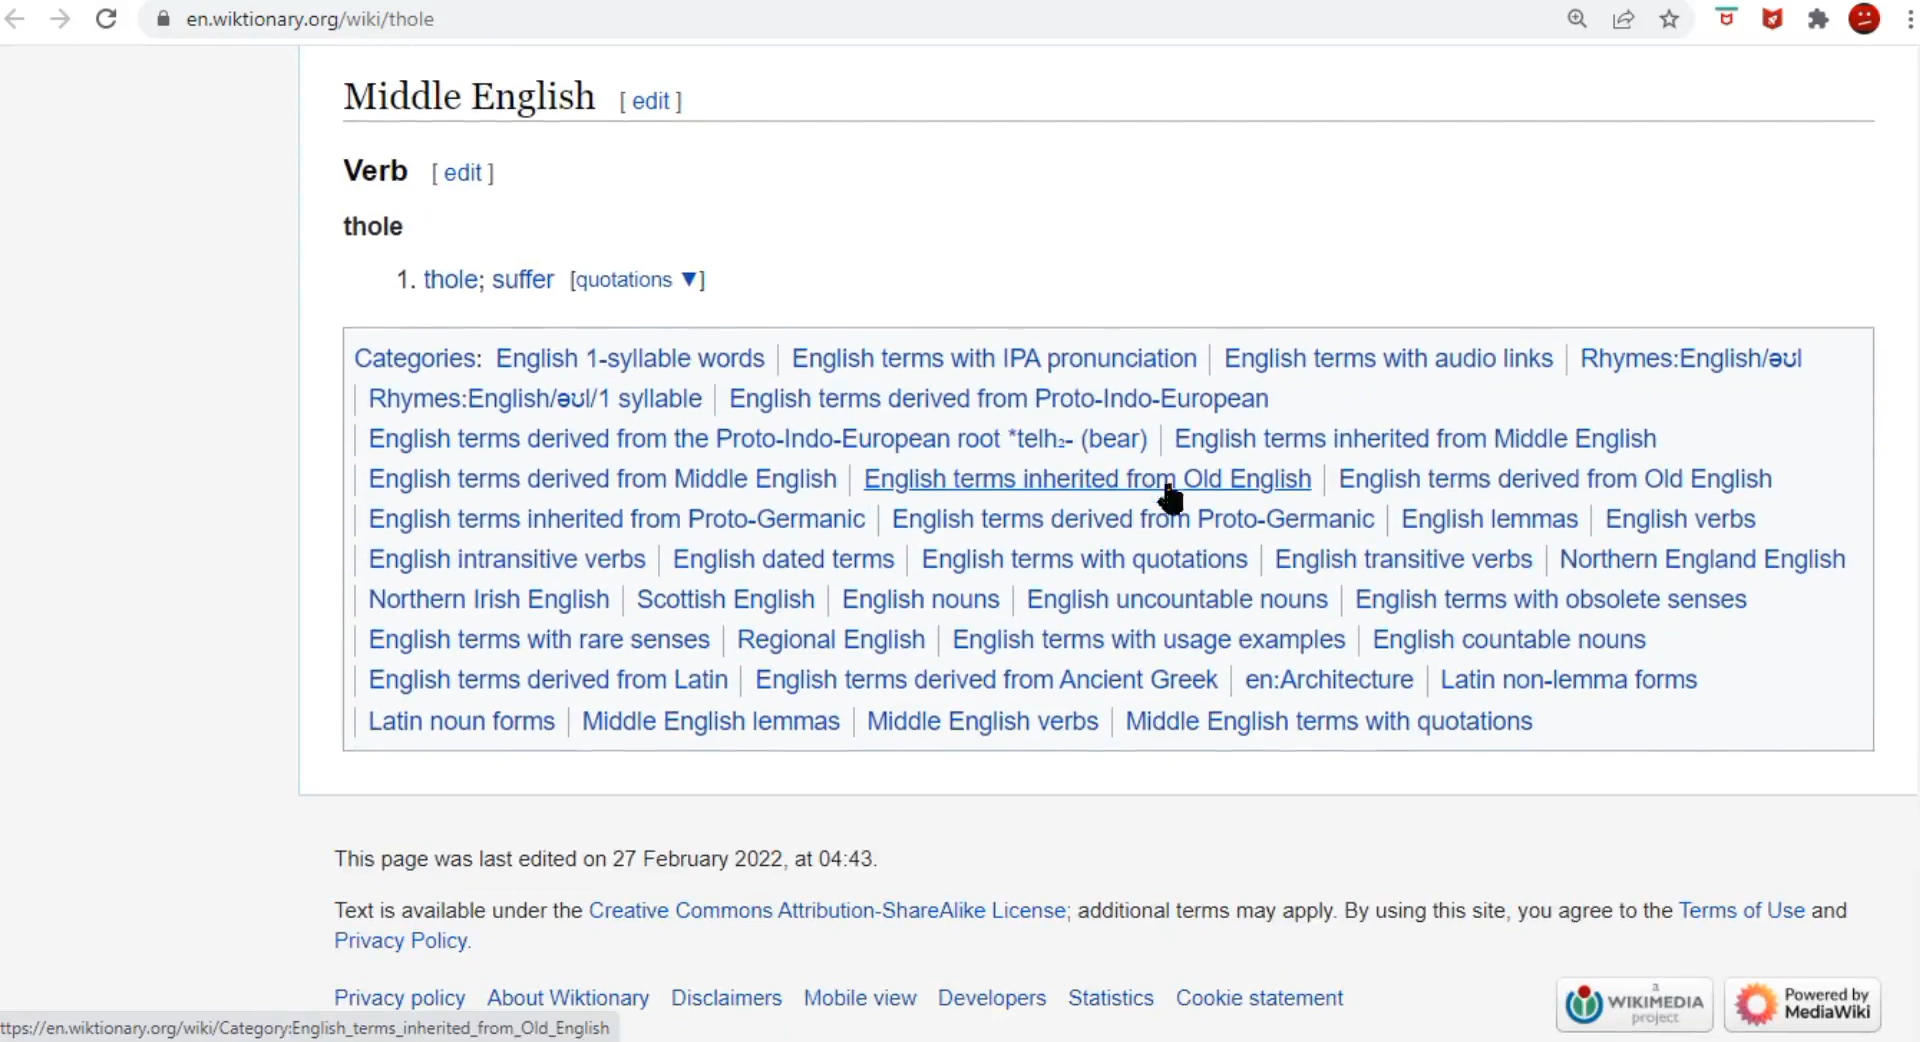 en.wiktionary.org/wiki/thole
Middle English [ edit ]
Verb [ edit ]
thole
1. thole; suffer [quotations ▼]
Categories: English 1-syllable words | English terms with IPA pronunciation | English terms with audio links | Rhymes:English/əʊl
| Rhymes:English/əʊl/1 syllable | English terms derived from Proto-Indo-European
| English terms derived from the Proto-Indo-European root *telh₂- (bear) | English terms inherited from Middle English
| English terms derived from Middle English | English terms inherited from Old English | English terms derived from Old English
| English terms inherited from Proto-Germanic | English terms derived from Proto-Germanic | English lemmas | English verbs
| English intransitive verbs | English dated terms | English terms with quotations | English transitive verbs | Northern England English
| Northern Irish English | Scottish English | English nouns | English uncountable nouns | English terms with obsolete senses
| English terms with rare senses | Regional English | English terms with usage examples | English countable nouns
| English terms derived from Latin | English terms derived from Ancient Greek | en:Architecture | Latin non-lemma forms
| Latin noun forms | Middle English lemmas | Middle English verbs | Middle English terms with quotations
This page was last edited on 27 February 2022, at 04:43.
Text is available under the Creative Commons Attribution-ShareAlike License; additional terms may apply. By using this site, you agree to the Terms of Use and
Privacy Policy.
Privacy policy About Wiktionary Disclaimers Mobile view Developers Statistics Cookie statement
a
WIKIMEDIA
project
Powered by
MediaWiki
ttps://en.wiktionary.org/wiki/Category:English_terms_inherited_from_Old_English